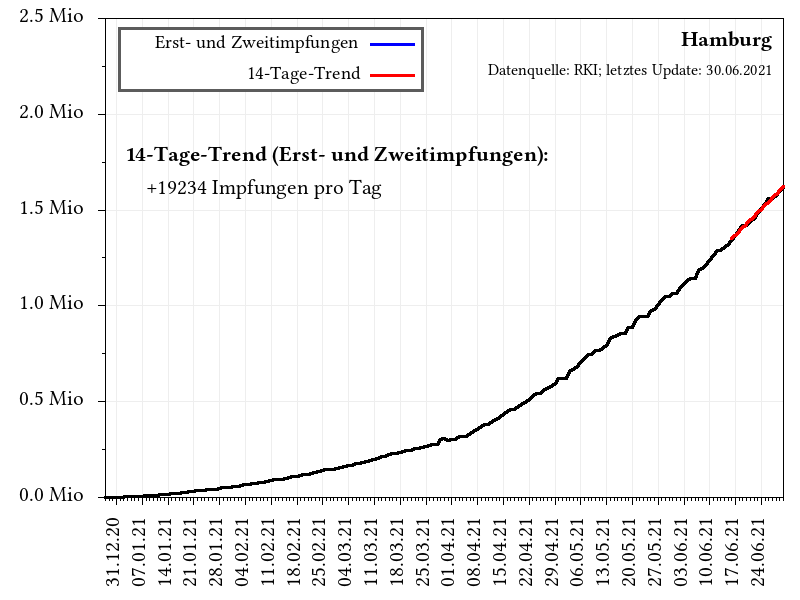 2.5 Mio
2.0 Mio
1.5 Mio
1.0 Mio
0.5 Mio
0.0 Mio
Erst- und Zweitimpfungen
14-Tage-Trend
Hamburg
Datenquelle: RKI; letztes Update: 30.06.2021
14-Tage-Trend (Erst- und Zweitimpfungen):
+19234 Impfungen pro Tag
31.12.20
07.01.21
14.01.21
21.01.21
28.01.21
04.02.21
11.02.21
18.02.21
25.02.21
04.03.21
11.03.21
18.03.21
25.03.21
01.04.21
08.04.21
15.04.21
22.04.21
29.04.21
06.05.21
13.05.21
20.05.21
27.05.21
03.06.21
10.06.21
17.06.21
24.06.21